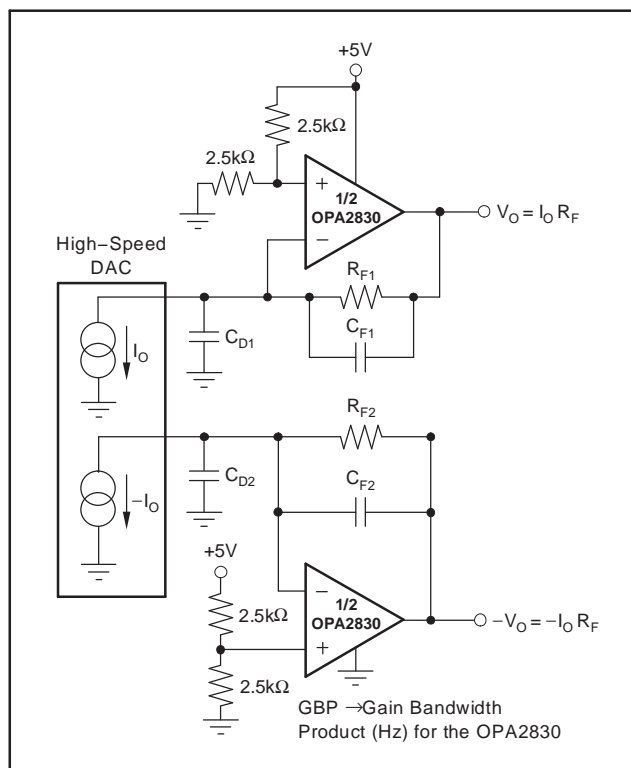 +5V
2.5kΩ
2.5kΩ
+
1/2
OPA2830
−
V_O = I_O R_F
High−Speed
DAC
R_F1
C_F1
C_D1
I_O
R_F2
C_F2
C_D2
−I_O
+5V
2.5kΩ
−
1/2
OPA2830
+
−V_O = −I_O R_F
2.5kΩ
GBP →Gain Bandwidth
Product (Hz) for the OPA2830